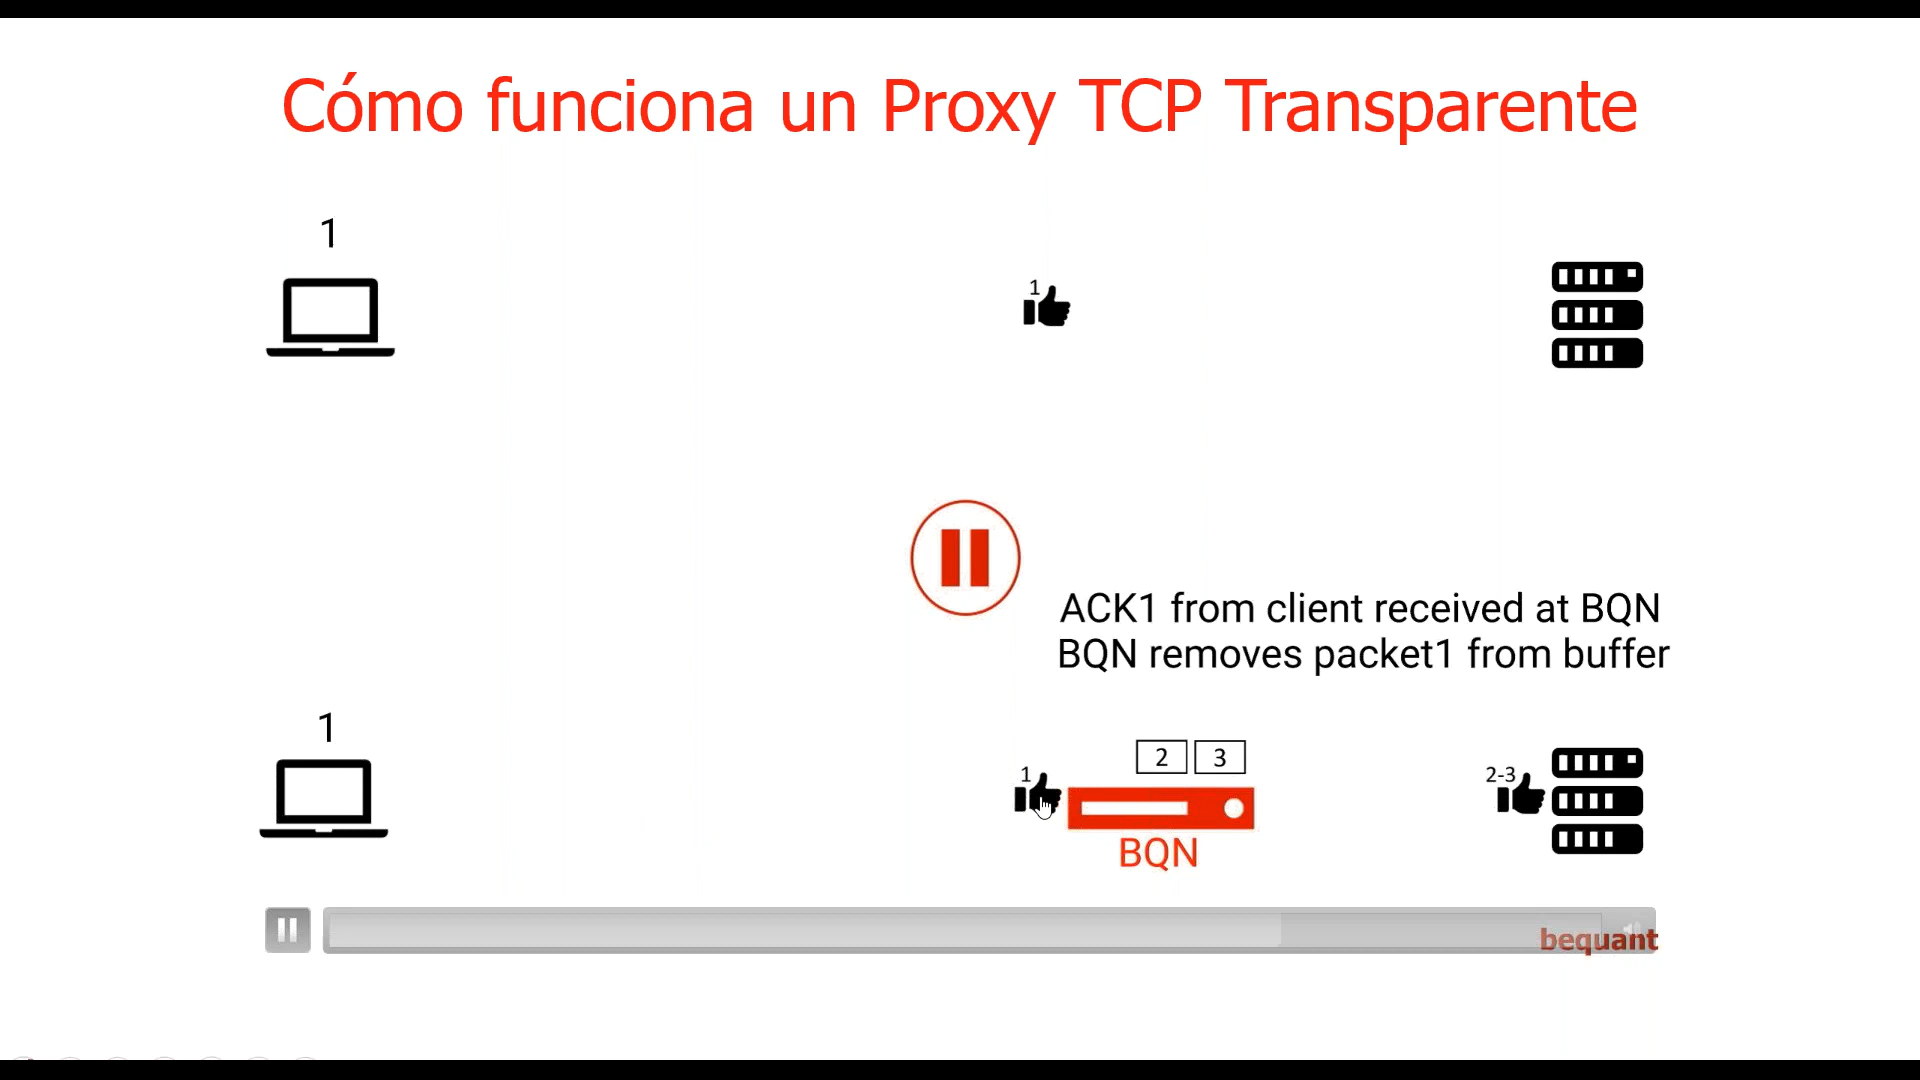 Cómo funciona un Proxy TCP Transparente
1
1
ACK1 from client received at BQN
BQN removes packet1 from buffer
1
1
2 3
2-3
BQN
bequant